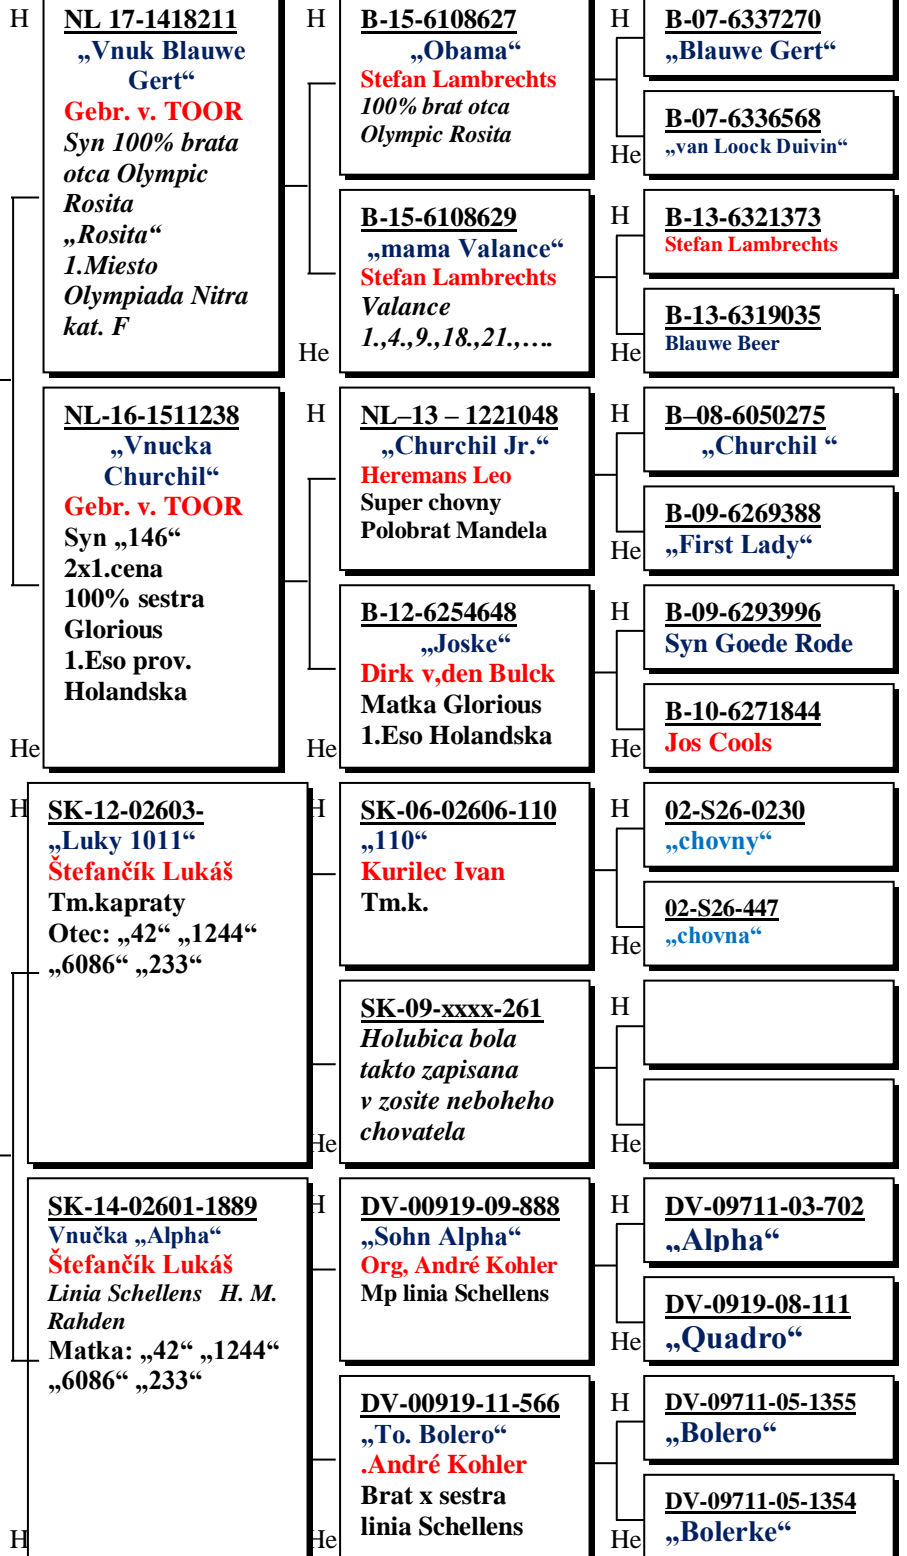 H
NL 17-1418211
„Vnuk Blauwe
Gert“
Gebr. v. TOOR
Syn 100% brata
otca Olympic
Rosita
„Rosita“
1.Miesto
Olympiada Nitra
kat. F
He
NL-16-1511238
„Vnucka
Churchil“
Gebr. v. TOOR
Syn „146“
2x1.cena
100% sestra
Glorious
1.Eso prov.
Holandska
H
SK-12-02603-
„Luky 1011“
Štefančík Lukáš
Tm.kapraty
Otec: „42“ „1244“
„6086“ „233“
H
SK-14-02601-1889
Vnučka „Alpha“
Štefančík Lukáš
Linia Schellens H. M.
Rahden
Matka: „42“ „1244“
„6086“ „233“
H
B-15-6108627
„Obama“
Stefan Lambrechts
100% brat otca
Olympic Rosita
He
B-15-6108629
„mama Valance“
Stefan Lambrechts
Valance
1.,4.,9.,18.,21.,….
H
NL–13 – 1221048
„Churchil Jr.“
Heremans Leo
Super chovny
Polobrat Mandela
He
B-12-6254648
„Joske“
Dirk v,den Bulck
Matka Glorious
1.Eso Holandska
H
SK-06-02606-110
„110“
Kurilec Ivan
Tm.k.
He
SK-09-xxxx-261
Holubica bola
takto zapisana
v zosite neboheho
chovatela
H
DV-00919-09-888
„Sohn Alpha“
Org, André Kohler
Mp linia Schellens
He
DV-00919-11-566
„To. Bolero“
.André Kohler
Brat x sestra
linia Schellens
H
B-07-6337270
„Blauwe Gert“
He
B-07-6336568
„van Loock Duivin“
H
B-13-6321373
Stefan Lambrechts
He
B-13-6319035
Blauwe Beer
H
B–08-6050275
„Churchil “
He
B-09-6269388
„First Lady“
H
B-09-6293996
Syn Goede Rode
He
B-10-6271844
Jos Cools
H
02-S26-0230
„chovny“
He
02-S26-447
„chovna“
H
He
H
DV-09711-03-702
„Alpha“
He
DV-0919-08-111
„Quadro“
H
DV-09711-05-1355
„Bolero“
He
DV-09711-05-1354
„Bolerke“